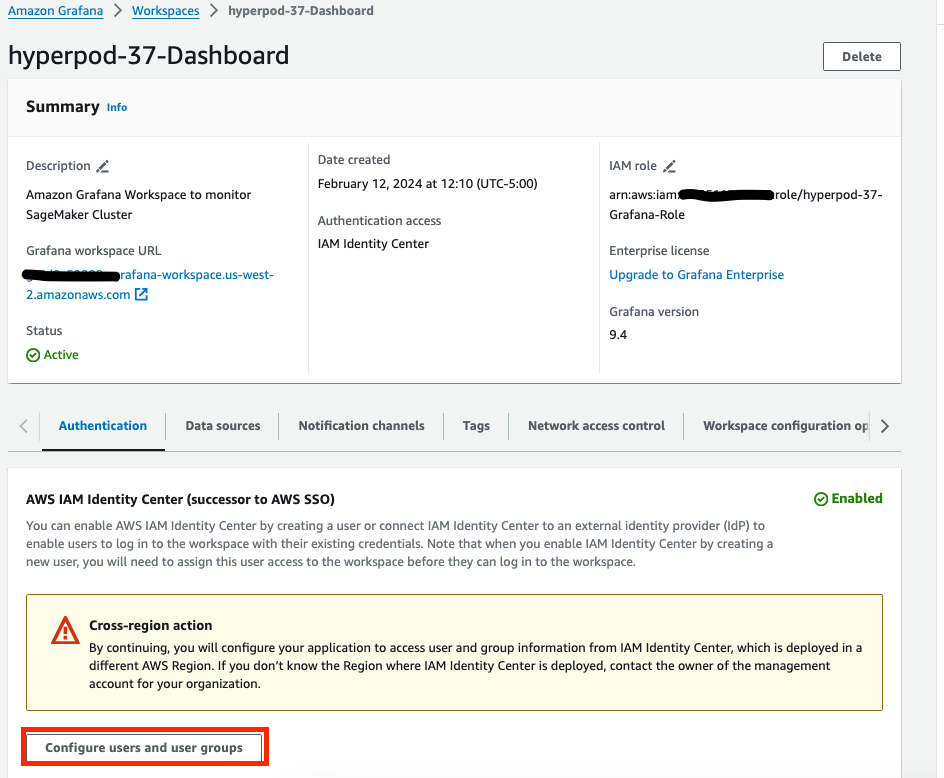 Amazon Grafana > Workspaces > hyperpod-37-Dashboard
hyperpod-37-Dashboard
Delete
Summary Info
Description
Amazon Grafana Workspace to monitor
SageMaker Cluster
Grafana workspace URL
rafana-workspace.us-west-
2.amazonaws.com
Status
Active
Date created
February 12, 2024 at 12:10 (UTC-5:00)
Authentication access
IAM Identity Center
IAM role
arn:aws:iam: role/hyperpod-37-
Grafana-Role
Enterprise license
Upgrade to Grafana Enterprise
Grafana version
9.4
Authentication Data sources Notification channels Tags Network access control Workspace configuration op
AWS IAM Identity Center (successor to AWS SSO)
Enabled
You can enable AWS IAM Identity Center by creating a user or connect IAM Identity Center to an external identity provider (IdP) to
enable users to log in to the workspace with their existing credentials. Note that when you enable IAM Identity Center by creating a
new user, you will need to assign this user access to the workspace before they can log in to the workspace.
Cross-region action
By continuing, you will configure your application to access user and group information from IAM Identity Center, which is deployed in a
different AWS Region. If you don't know the Region where IAM Identity Center is deployed, contact the owner of the management
account for your organization.
Configure users and user groups